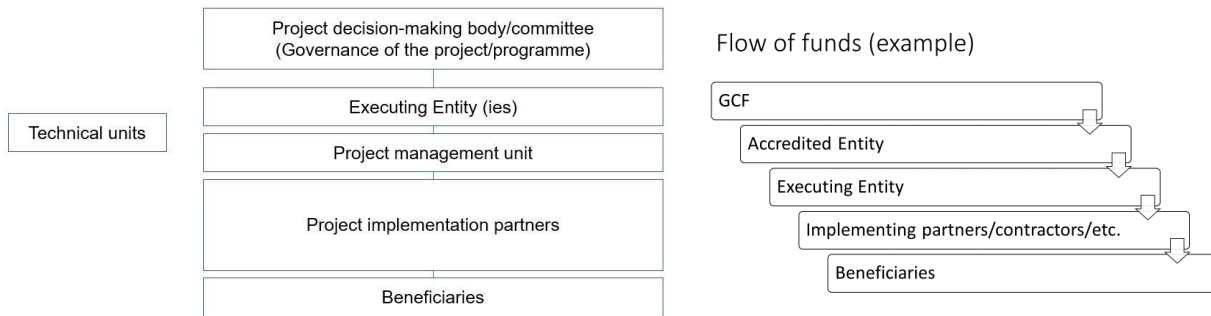 Project decision-making body/committee
(Governance of the project/programme)
Executing Entity (ies)
Technical units
Project management unit
Project implementation partners
Beneficiaries
Flow of funds (example)
GCF
Accredited Entity
Executing Entity
Implementing partners/contractors/etc.
Beneficiaries